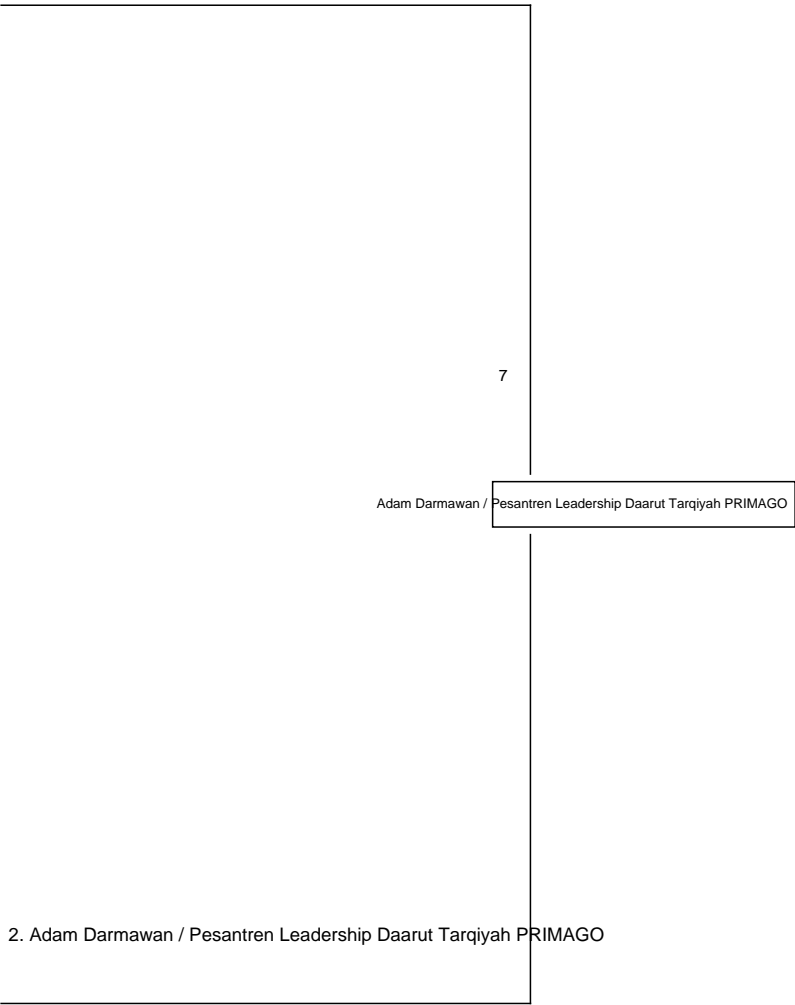 7
Adam Darmawan / Pesantren Leadership Daarut Tarqiyah PRIMAGO
2. Adam Darmawan / Pesantren Leadership Daarut Tarqiyah PRIMAGO